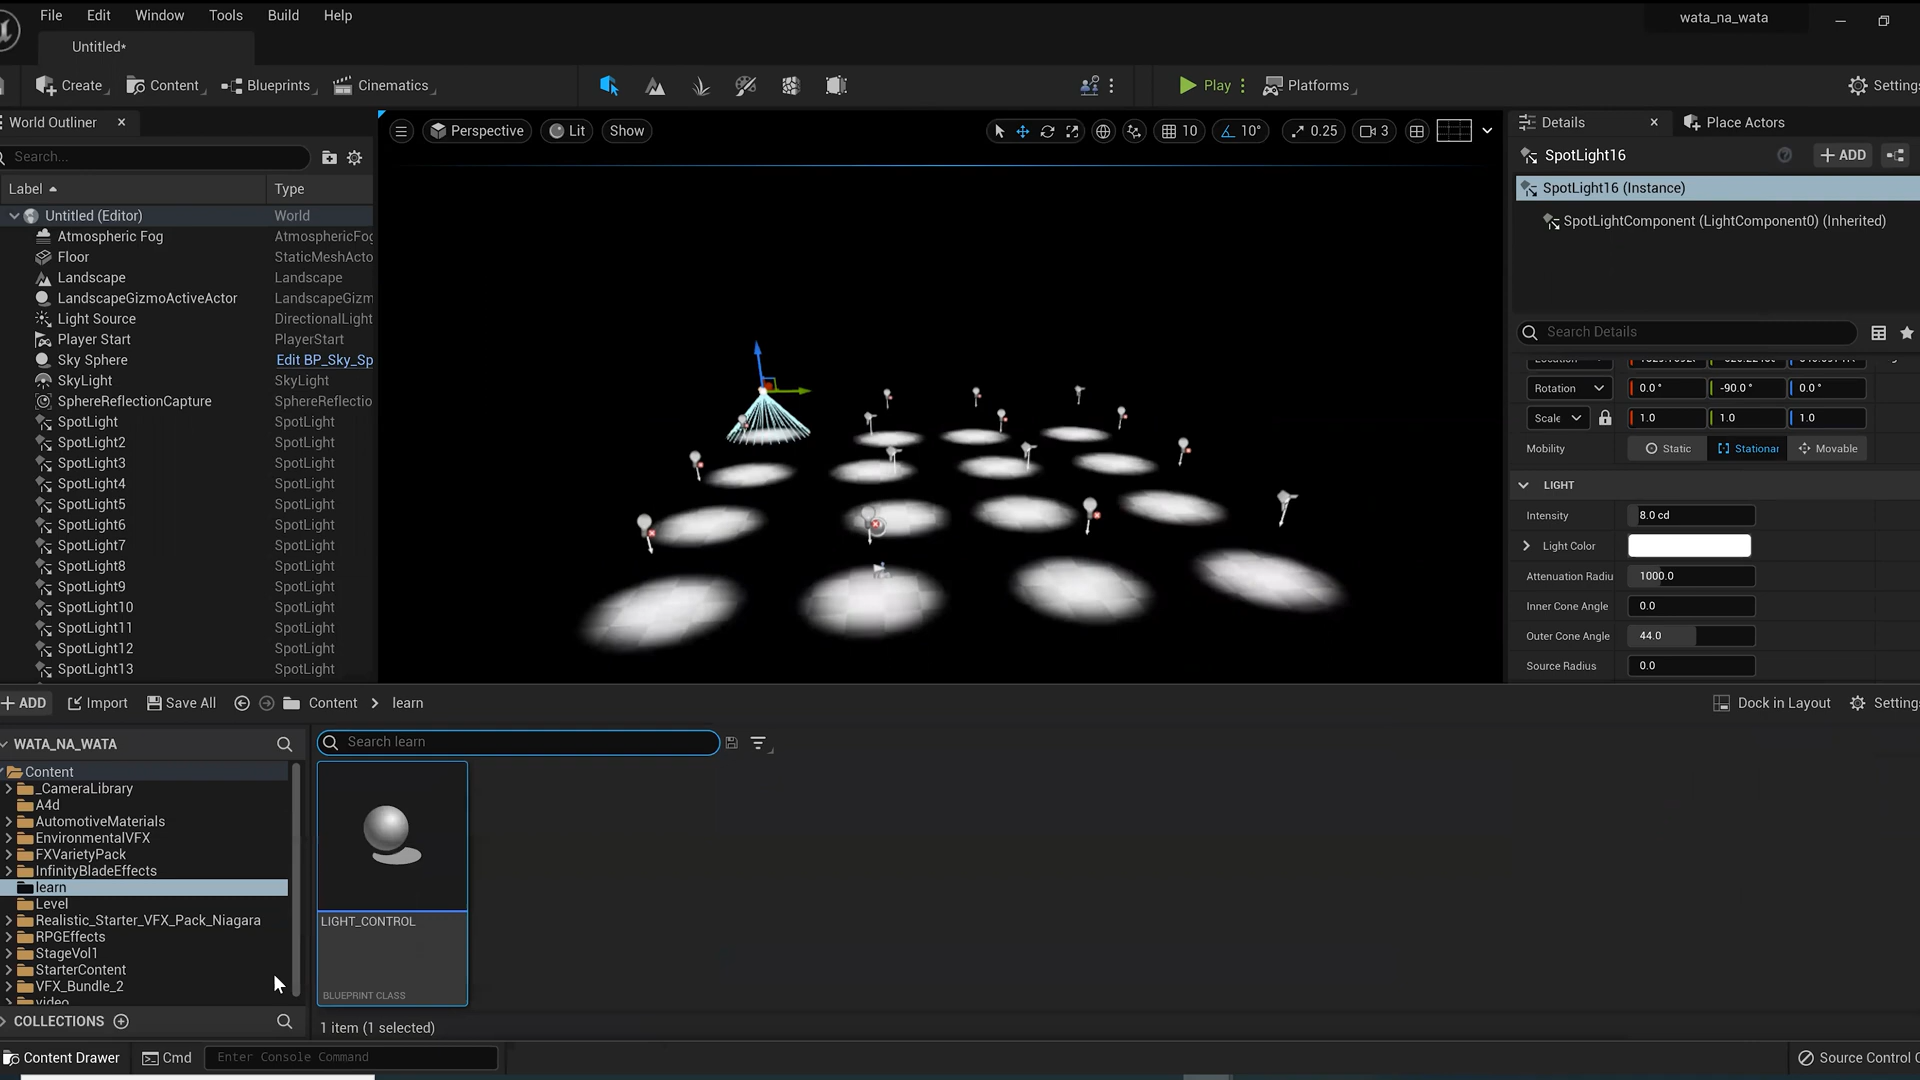 File Edit Window Tools Build Help
wata_na_wata
Untitled*
Create Content Blueprints Cinematics
Play Platforms
Settings
World Outliner
Perspective Lit Show
10 10° 0.25 3
Details Place Actors
Search...
SpotLight16 ADD
Label Type
SpotLight16 (Instance)
Untitled (Editor) World
SpotLightComponent (LightComponent0) (Inherited)
Atmospheric Fog AtmosphericFog
Floor StaticMeshActo
Landscape Landscape
LandscapeGizmoActiveActor LandscapeGizm
Light Source DirectionalLight
Player Start PlayerStart
Sky Sphere Edit BP_Sky_Sp
SkyLight SkyLight
SphereReflectionCapture SphereReflectio
SpotLight SpotLight
SpotLight2 SpotLight
SpotLight3 SpotLight
SpotLight4 SpotLight
SpotLight5 SpotLight
SpotLight6 SpotLight
SpotLight7 SpotLight
SpotLight8 SpotLight
SpotLight9 SpotLight
SpotLight10 SpotLight
SpotLight11 SpotLight
SpotLight12 SpotLight
SpotLight13 SpotLight
Search Details
Rotation 0.0 ° -90.0 ° 0.0 °
Scale 1.0 1.0 1.0
Mobility Static Stationar Movable
LIGHT
Intensity 8.0 cd
Light Color
Attenuation Radiu 1000.0
Inner Cone Angle 0.0
Outer Cone Angle 44.0
Source Radius 0.0
ADD Import Save All Content learn
Dock in Layout Settings
WATA_NA_WATA
Search learn
Content
_CameraLibrary
A4d
AutomotiveMaterials
EnvironmentalVFX
FXVarietyPack
InfinityBladeEffects
learn
Level
Realistic_Starter_VFX_Pack_Niagara
RPGEffects
StageVol1
StarterContent
VFX_Bundle_2
video
LIGHT_CONTROL
BLUEPRINT CLASS
COLLECTIONS
1 item (1 selected)
Content Drawer Cmd Enter Console Command
Source Control